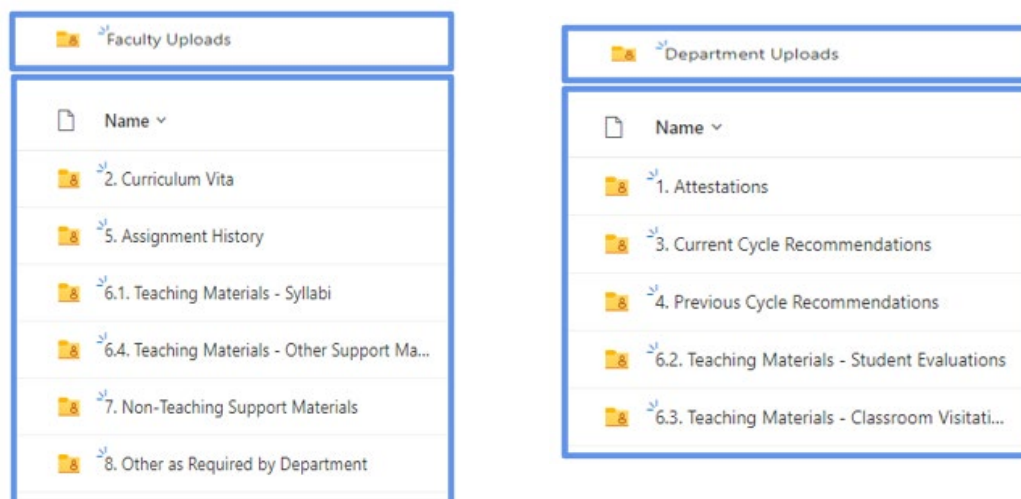 Faculty Uploads
Name
2. Curriculum Vita
5. Assignment History
6.1. Teaching Materials - Syllabi
6.4. Teaching Materials - Other Support Ma...
7. Non-Teaching Support Materials
8. Other as Required by Department
Department Uploads
Name
1. Attestations
3. Current Cycle Recommendations
4. Previous Cycle Recommendations
6.2. Teaching Materials - Student Evaluations
6.3. Teaching Materials - Classroom Visitati...